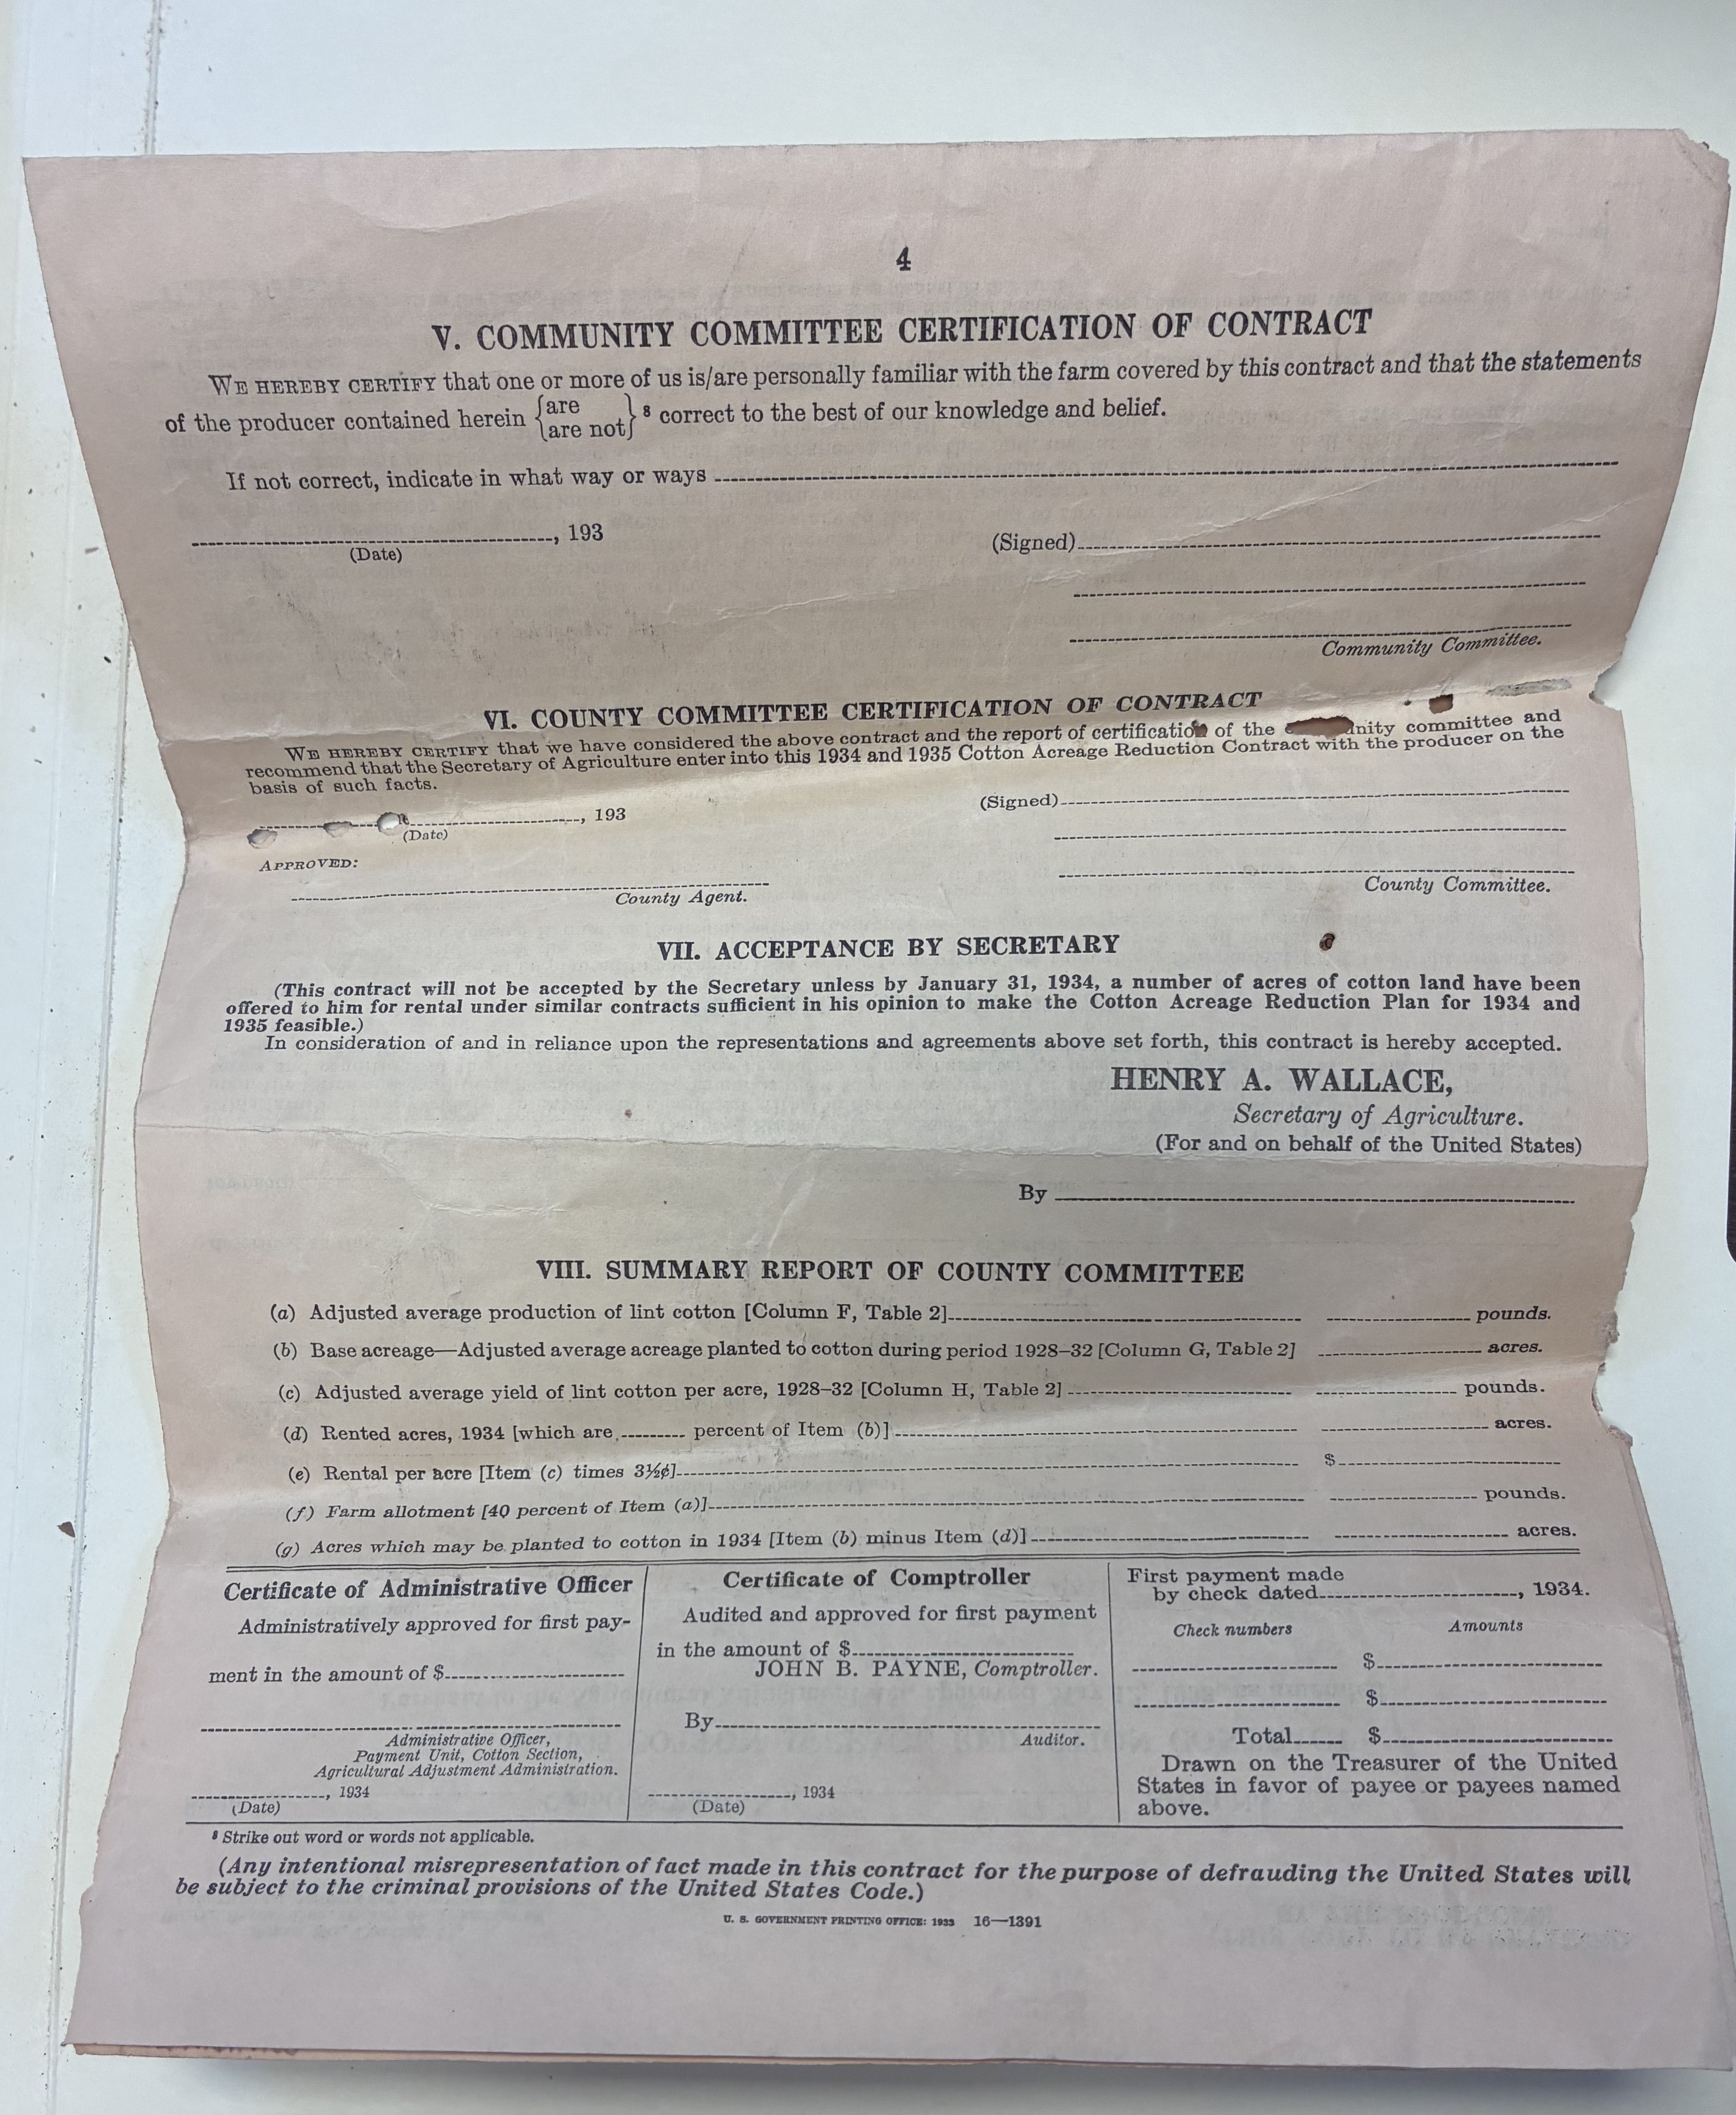 4
V. COMMUNITY COMMITTEE CERTIFICATION OF CONTRACT
WE HEREBY CERTIFY that one or more of us is/are personally familiar with the farm covered by this contract and that the statements
of the producer contained herein {are / are not} 8 correct to the best of our knowledge and belief.
If not correct, indicate in what way or ways
, 193
(Signed)
(Date)
Community Committee.
VI. COUNTY COMMITTEE CERTIFICATION OF CONTRACT
WE HEREBY CERTIFY that we have considered the above contract and the report of certification of the nity committee and
recommend that the Secretary of Agriculture enter into this 1934 and 1935 Cotton Acreage Reduction Contract with the producer on the
basis of such facts.
, 193
(Signed)
(Date)
APPROVED:
County Agent.
County Committee.
VII. ACCEPTANCE BY SECRETARY
(This contract will not be accepted by the Secretary unless by January 31, 1934, a number of acres of cotton land have been
offered to him for rental under similar contracts sufficient in his opinion to make the Cotton Acreage Reduction Plan for 1934 and
1935 feasible.)
In consideration of and in reliance upon the representations and agreements above set forth, this contract is hereby accepted.
HENRY A. WALLACE,
Secretary of Agriculture.
(For and on behalf of the United States)
By
VIII. SUMMARY REPORT OF COUNTY COMMITTEE
(a) Adjusted average production of lint cotton [Column F, Table 2] pounds.
(b) Base acreage—Adjusted average acreage planted to cotton during period 1928–32 [Column G, Table 2] acres.
(c) Adjusted average yield of lint cotton per acre, 1928–32 [Column H, Table 2] pounds.
(d) Rented acres, 1934 [which are percent of Item (b)] acres.
(e) Rental per acre [Item (c) times 3½¢] $
(f) Farm allotment [40 percent of Item (a)] pounds.
(g) Acres which may be planted to cotton in 1934 [Item (b) minus Item (d)] acres.
Certificate of Administrative Officer
Administratively approved for first pay-
ment in the amount of $
Administrative Officer,
Payment Unit, Cotton Section,
Agricultural Adjustment Administration.
, 1934
(Date)
Certificate of Comptroller
Audited and approved for first payment
in the amount of $
JOHN B. PAYNE, Comptroller.
By
Auditor.
, 1934
(Date)
First payment made
by check dated , 1934.
Check numbers Amounts
$
$
Total $
Drawn on the Treasurer of the United
States in favor of payee or payees named
above.
8 Strike out word or words not applicable.
(Any intentional misrepresentation of fact made in this contract for the purpose of defrauding the United States will
be subject to the criminal provisions of the United States Code.)
U. S. GOVERNMENT PRINTING OFFICE: 1933 16—1391